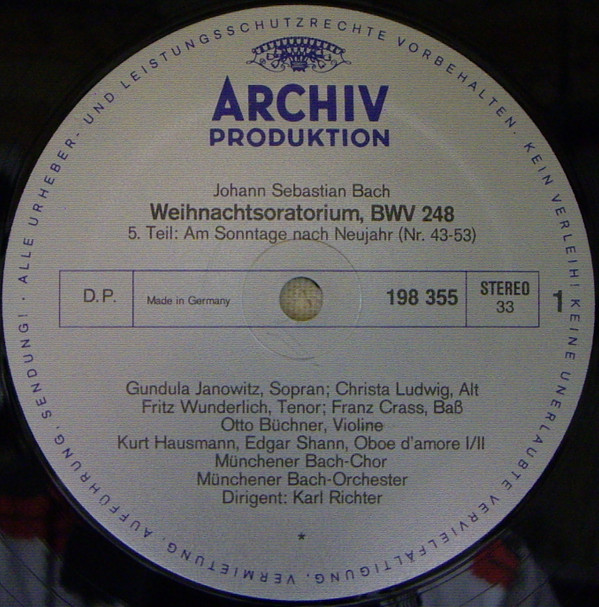 ALLE URHEBER- UND LEISTUNGSSCHUTZRECHTE VORBEHALTEN. KEIN VERLEIH! KEINE UNERLAUBTE VERVIELFÄLTIGUNG, VERMIETUNG, AUFFÜHRUNG, SENDUNG! ·
ARCHIV
PRODUKTION
Johann Sebastian Bach
Weihnachtsoratorium, BWV 248
5. Teil: Am Sonntage nach Neujahr (Nr. 43-53)
D.P. Made in Germany 198 355 STEREO 1
33
Gundula Janowitz, Sopran; Christa Ludwig, Alt
Fritz Wunderlich, Tenor; Franz Crass, Baß
Otto Büchner, Violine
Kurt Hausmann, Edgar Shann, Oboe d'amore I/II
Münchener Bach-Chor
Münchener Bach-Orchester
Dirigent: Karl Richter
*